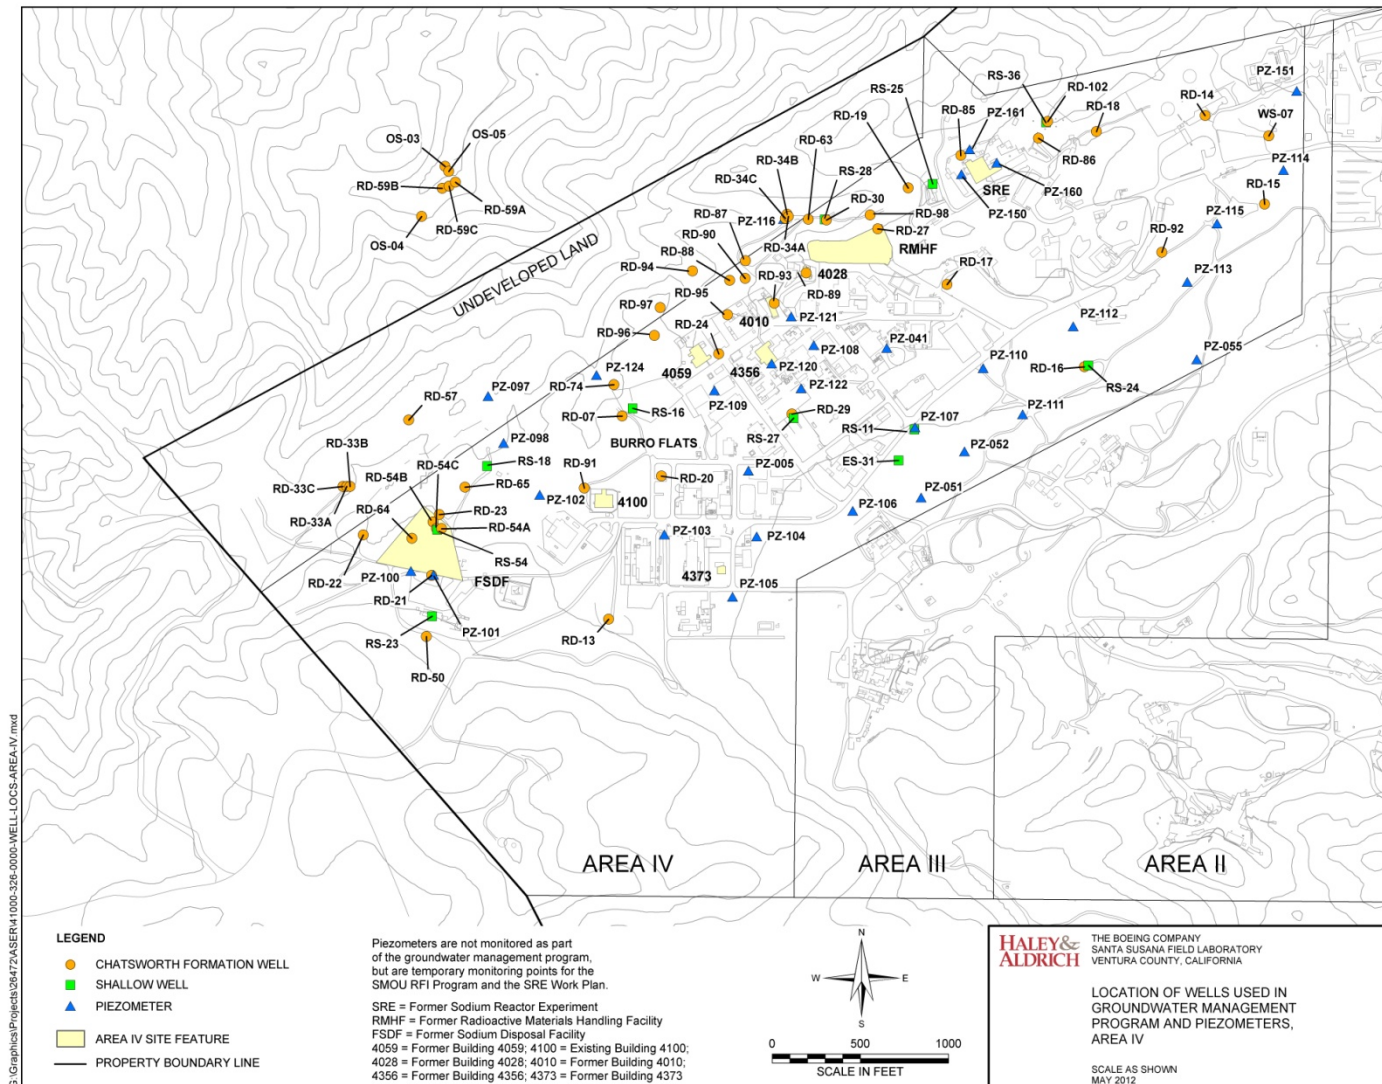 PZ-151
RS-36
RD-102
RD-14
RD-18
WS-07
RS-25
RD-85
PZ-161
RD-19
RD-86
OS-05
OS-03
RD-63
RD-34B
RS-28
PZ-114
RD-34C
RD-30
SRE
PZ-160
RD-59B
RD-59A
RD-15
RD-87
PZ-116
RD-98
PZ-150
PZ-115
OS-04
RD-59C
RD-90
RD-27
RD-92
RD-88
RD-34A
RMHF
UNDEVELOPED LAND
RD-94
RD-93
4028
RD-17
PZ-113
RD-95
RD-89
RD-97
4010
PZ-121
PZ-112
RD-96
RD-24
PZ-108
PZ-041
PZ-055
PZ-124
4059
4356
PZ-120
PZ-110
RD-16
RD-74
PZ-122
RS-24
PZ-097
PZ-109
RD-57
RD-07
RS-16
RD-29
PZ-111
RS-27
RS-11
PZ-107
RD-33B
PZ-098
BURRO FLATS
RD-54C
RS-18
ES-31
PZ-052
RD-54B
RD-91
PZ-005
RD-33C
RD-65
RD-20
PZ-102
4100
PZ-051
RD-33A
RD-64
RD-23
PZ-106
RD-54A
PZ-103
PZ-104
RS-54
RD-22
PZ-100
FSDF
4373
PZ-105
RD-21
PZ-101
RD-13
RS-23
RD-50
AREA IV
AREA III
AREA II
LEGEND
CHATSWORTH FORMATION WELL
SHALLOW WELL
PIEZOMETER
AREA IV SITE FEATURE
PROPERTY BOUNDARY LINE
Piezometers are not monitored as part
of the groundwater management program,
but are temporary monitoring points for the
SMOU RFI Program and the SRE Work Plan.
SRE = Former Sodium Reactor Experiment
RMHF = Former Radioactive Materials Handling Facility
FSDF = Former Sodium Disposal Facility
4059 = Former Building 4059; 4100 = Existing Building 4100;
4028 = Former Building 4028; 4010 = Former Building 4010;
4356 = Former Building 4356; 4373 = Former Building 4373
N
W E
S
0 500 1000
SCALE IN FEET
HALEY&
ALDRICH
THE BOEING COMPANY
SANTA SUSANA FIELD LABORATORY
VENTURA COUNTY, CALIFORNIA
LOCATION OF WELLS USED IN
GROUNDWATER MANAGEMENT
PROGRAM AND PIEZOMETERS,
AREA IV
SCALE AS SHOWN
MAY 2012